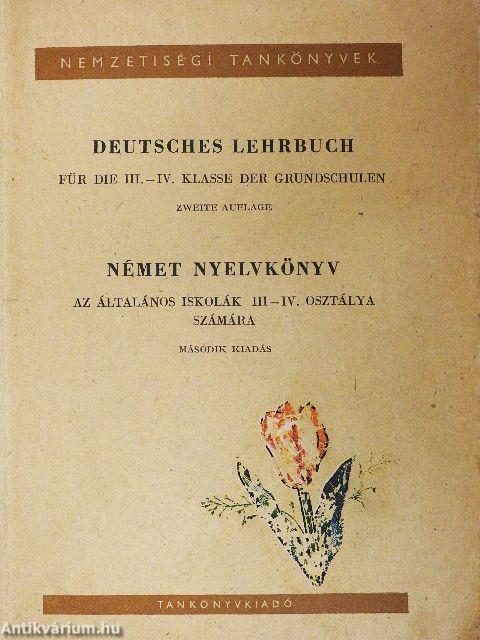 NEMZETISÉGI TANKÖNYVEK
DEUTSCHES LEHRBUCH
FÜR DIE III.–IV. KLASSE DER GRUNDSCHULEN
ZWEITE AUFLAGE
NÉMET NYELVKÖNYV
AZ ÁLTALÁNOS ISKOLÁK III–IV. OSZTÁLYA
SZÁMÁRA
MÁSODIK KIADÁS
TANKÖNYVKIADÓ
Antikvárium.hu